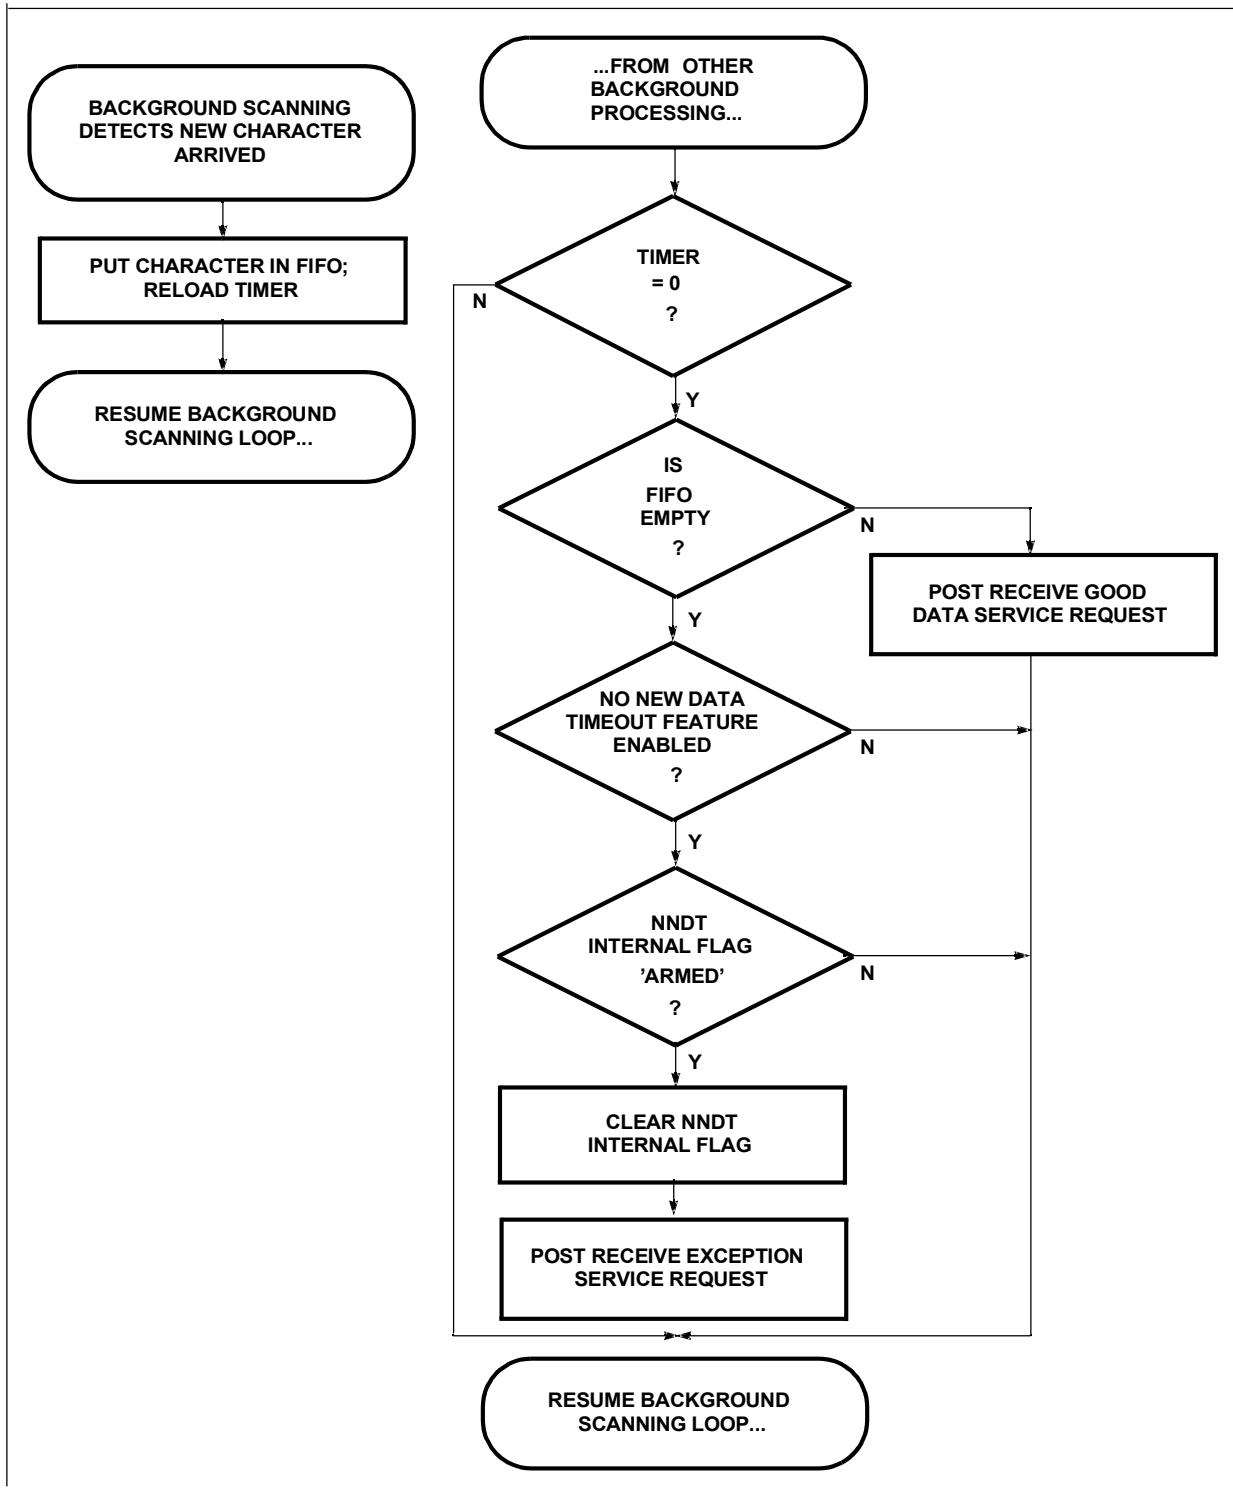 BACKGROUND SCANNING
DETECTS NEW CHARACTER
ARRIVED
PUT CHARACTER IN FIFO;
RELOAD TIMER
RESUME BACKGROUND
SCANNING LOOP...
...FROM OTHER
BACKGROUND
PROCESSING...
TIMER
= 0
?
N
Y
IS
FIFO
EMPTY
?
N
Y
POST RECEIVE GOOD
DATA SERVICE REQUEST
NO NEW DATA
TIMEOUT FEATURE
ENABLED
?
N
Y
NNDT
INTERNAL FLAG
'ARMED'
?
N
Y
CLEAR NNDT
INTERNAL FLAG
POST RECEIVE EXCEPTION
SERVICE REQUEST
RESUME BACKGROUND
SCANNING LOOP...